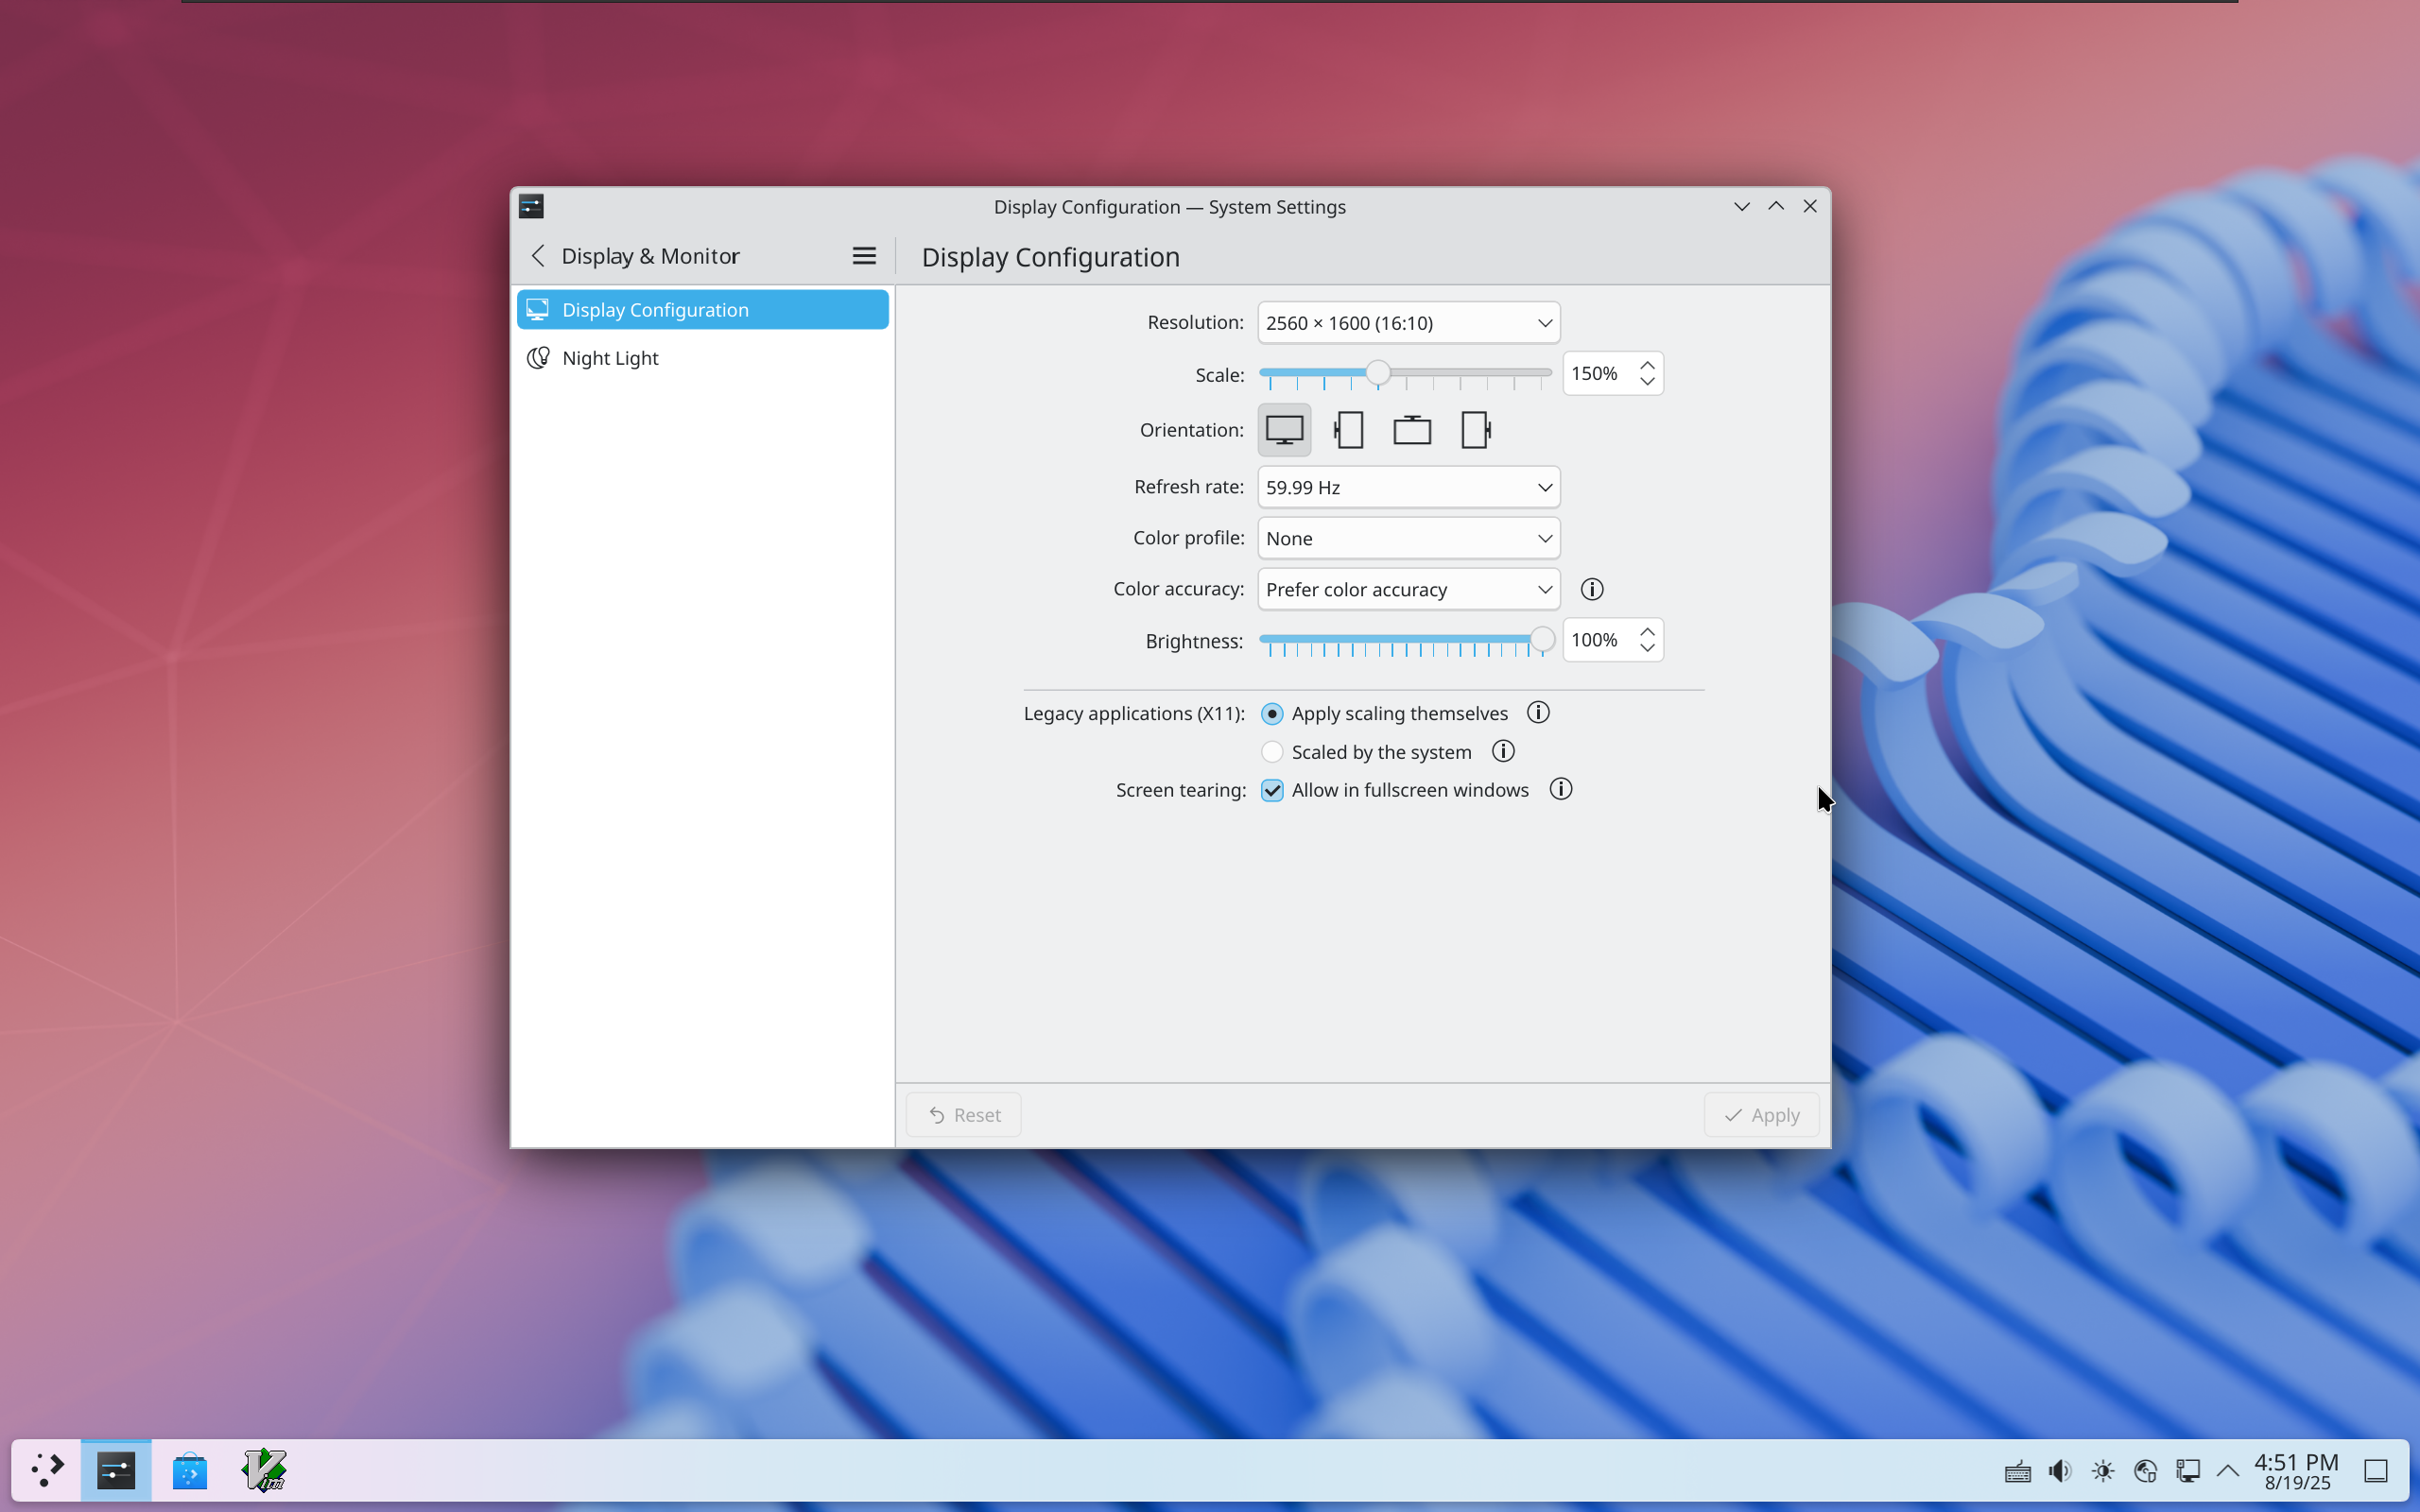 Display Configuration — System Settings
Display & Monitor
Display Configuration
Display Configuration
Night Light
Resolution: 2560 × 1600 (16:10)
Scale: 150%
Orientation:
Refresh rate: 59.99 Hz
Color profile: None
Color accuracy: Prefer color accuracy
Brightness: 100%
Legacy applications (X11): Apply scaling themselves
Scaled by the system
Screen tearing: Allow in fullscreen windows
Reset
Apply
Vim
4:51 PM
8/19/25